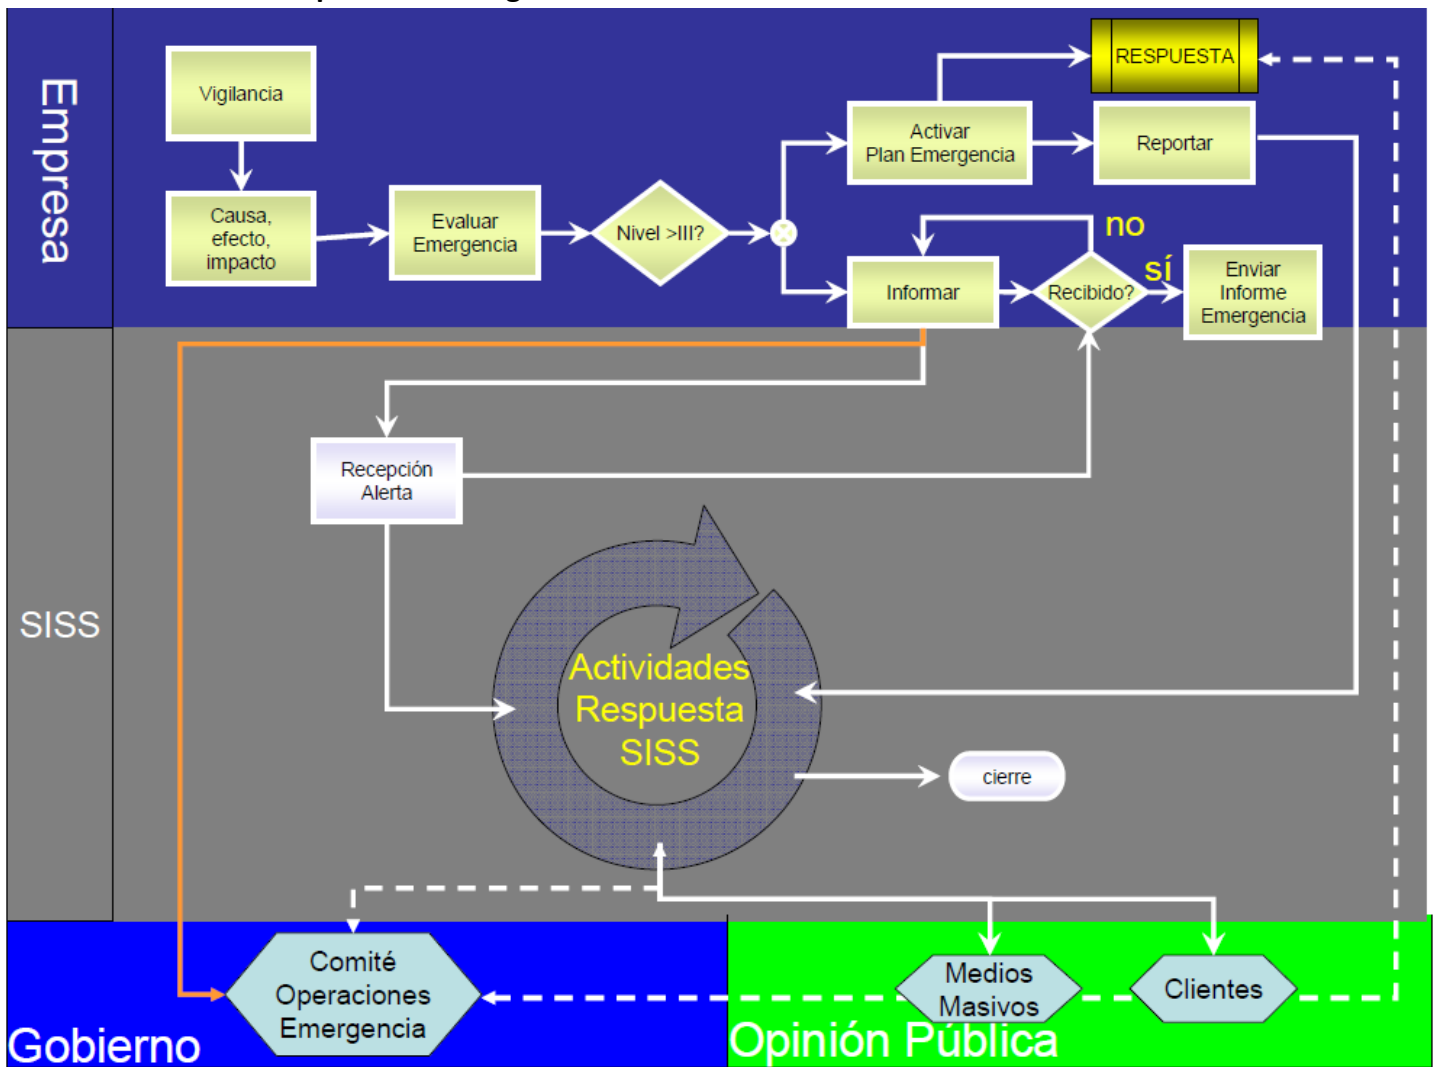 Empresa
Vigilancia
Causa,
efecto,
impacto
Evaluar
Emergencia
Nivel >III?
Activar
Plan Emergencia
RESPUESTA
Reportar
Informar
Recibido?
no
sí
Enviar
Informe
Emergencia
SISS
Recepción
Alerta
Actividades
Respuesta
SISS
cierre
Gobierno
Comité
Operaciones
Emergencia
Opinión Pública
Medios
Masivos
Clientes